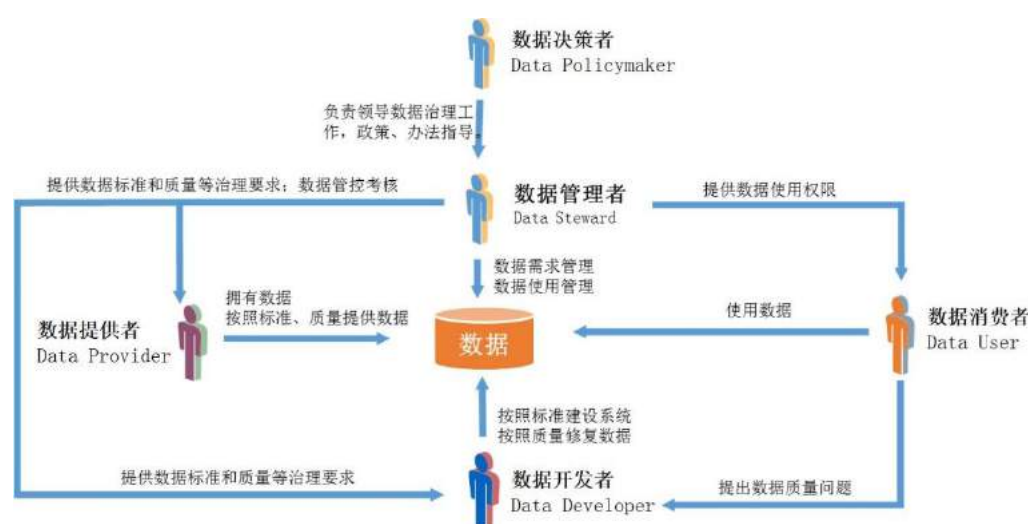 数据决策者
Data Policymaker
负责领导数据治理工
作，政策、办法指导。
提供数据标准和质量等治理要求；数据管控考核
数据管理者
Data Steward
提供数据使用权限
数据需求管理
数据使用管理
拥有数据
按照标准、质量提供数据
数据提供者
Data Provider
数据
使用数据
数据消费者
Data User
按照标准建设系统
按照质量修复数据
提供数据标准和质量等治理要求
数据开发者
Data Developer
提出数据质量问题